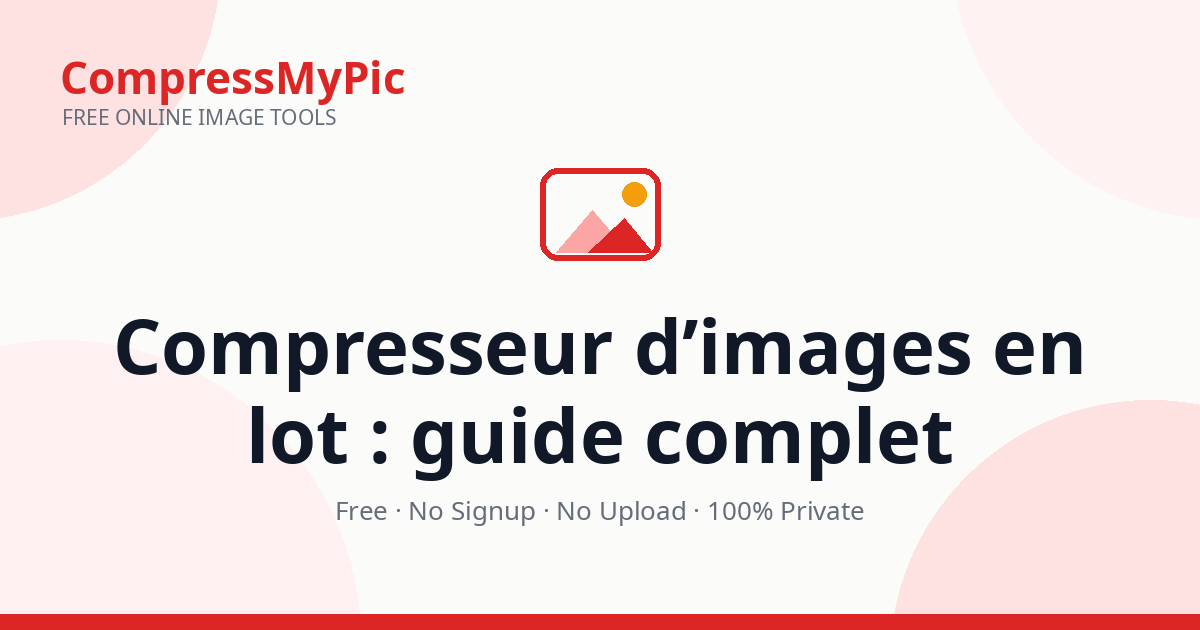 CompressMyPic
FREE ONLINE IMAGE TOOLS
Compresseur d’images en
lot : guide complet
Free · No Signup · No Upload · 100% Private